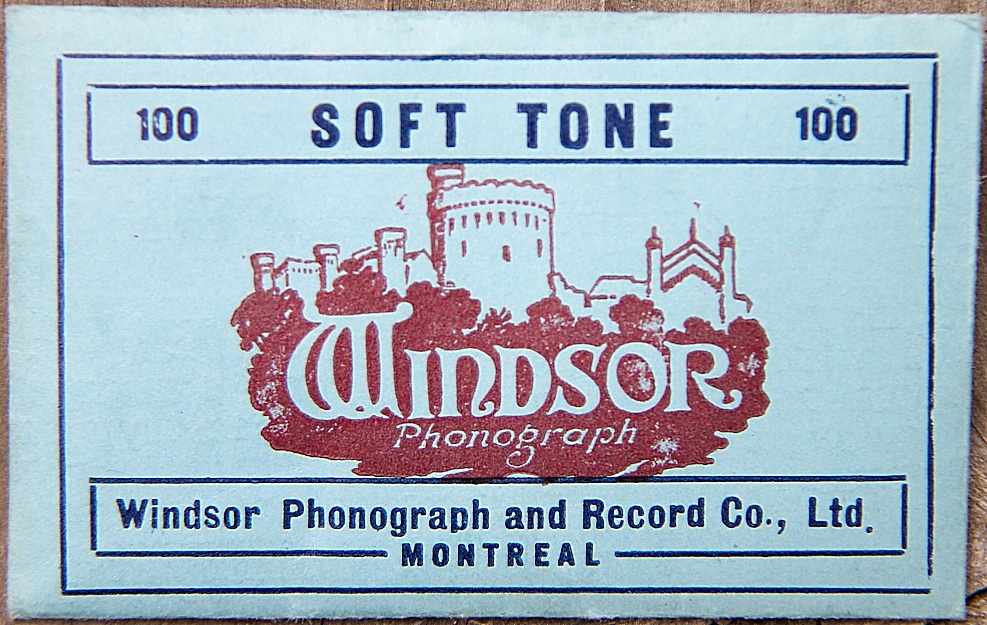 100 SOFT TONE 100
WINDSOR
Phonograph
Windsor Phonograph and Record Co., Ltd.
MONTREAL